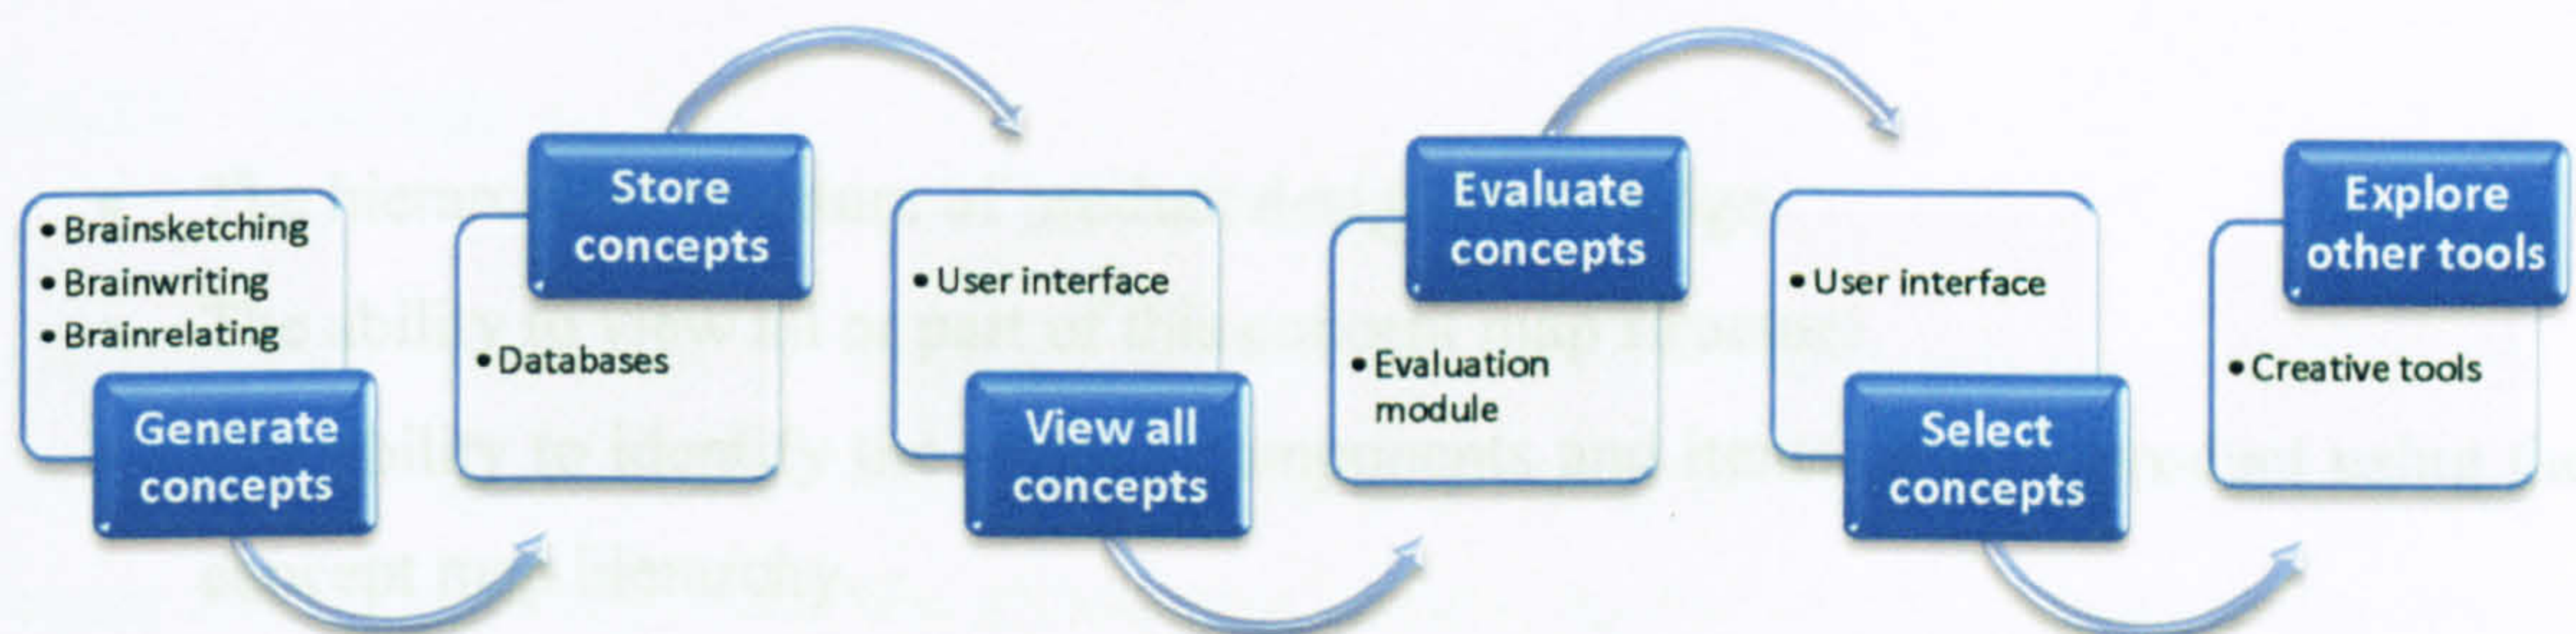 • Brainsketching
• Brainwriting
• Brainrelating
Generate
concepts
Store
concepts
• Databases
• User interface
View all
concepts
Evaluate
concepts
• Evaluation
module
• User interface
Select
concepts
Explore
other tools
• Creative tools